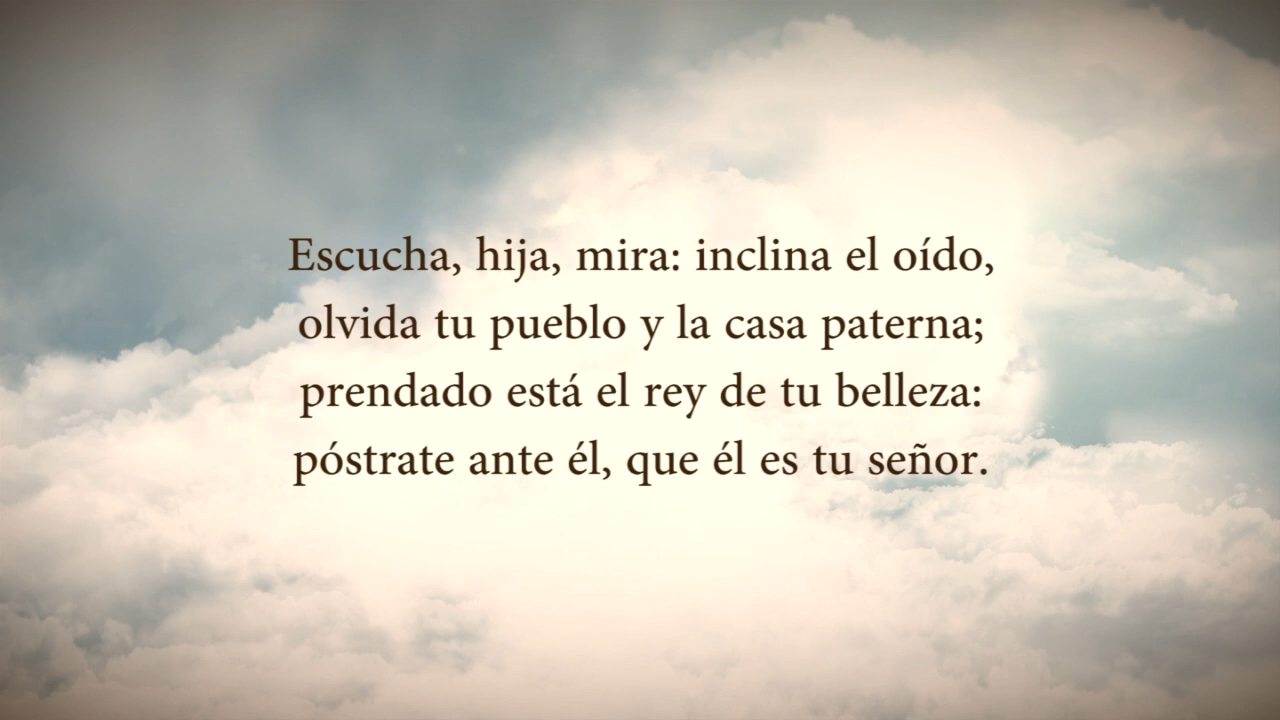 Escucha, hija, mira: inclina el oído,
olvida tu pueblo y la casa paterna;
prendado está el rey de tu belleza:
póstrate ante él, que él es tu señor.